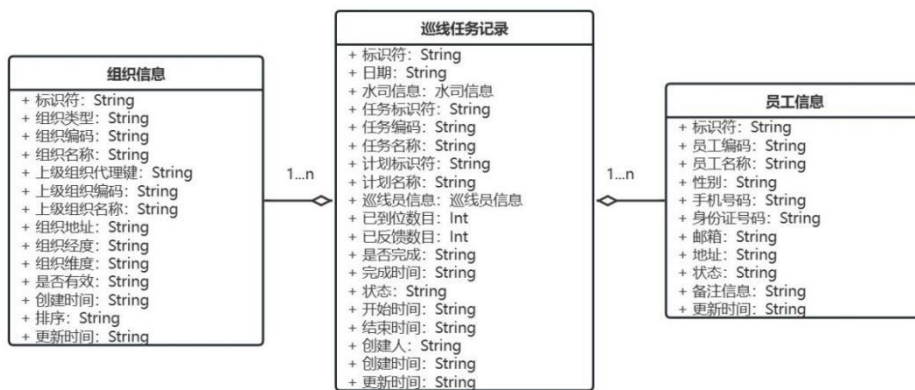 组织信息
+ 标识符：String
+ 组织类型：String
+ 组织编码：String
+ 组织名称：String
+ 上级组织代理键：String
+ 上级组织编码：String
+ 上级组织名称：String
+ 组织地址：String
+ 组织经度：String
+ 组织维度：String
+ 是否有效：String
+ 创建时间：String
+ 排序：String
+ 更新时间：String
1...n
巡线任务记录
+ 标识符：String
+ 日期：String
+ 水司信息：水司信息
+ 任务标识符：String
+ 任务编码：String
+ 任务名称：String
+ 计划标识符：String
+ 计划名称：String
+ 巡线员信息：巡线员信息
+ 已到位数目：Int
+ 已反馈数目：Int
+ 是否完成：String
+ 完成时间：String
+ 状态：String
+ 开始时间：String
+ 结束时间：String
+ 创建人：String
+ 创建时间：String
+ 更新时间：String
1...n
员工信息
+ 标识符：String
+ 员工编码：String
+ 员工名称：String
+ 性别：String
+ 手机号码：String
+ 身份证号码：String
+ 邮箱：String
+ 地址：String
+ 状态：String
+ 备注信息：String
+ 更新时间：String